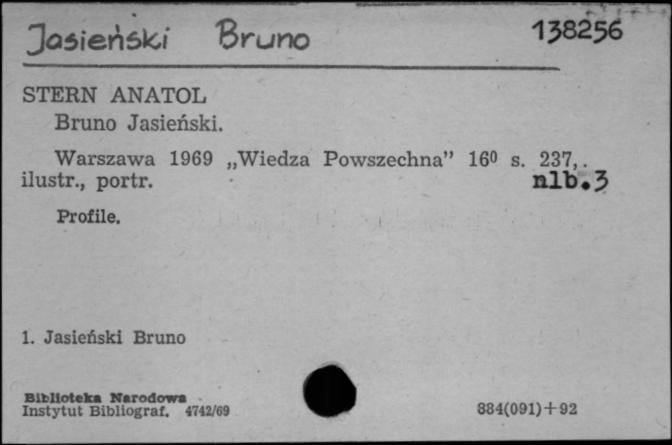 Jasieński Bruno 138256
STERN ANATOL
Bruno Jasieński.
Warszawa 1969 „Wiedza Powszechna” 16⁰ s. 237,.
ilustr., portr. nlb.3
Profile.
1. Jasieński Bruno
Biblioteka Narodowa
Instytut Bibliograf. 4742/69 884(091)+92